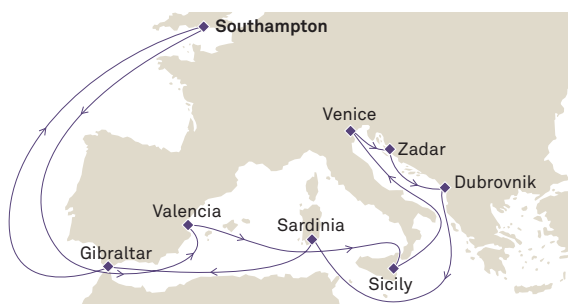 Southampton
Venice
Zadar
Dubrovnik
Valencia
Sardinia
Gibraltar
Sicily